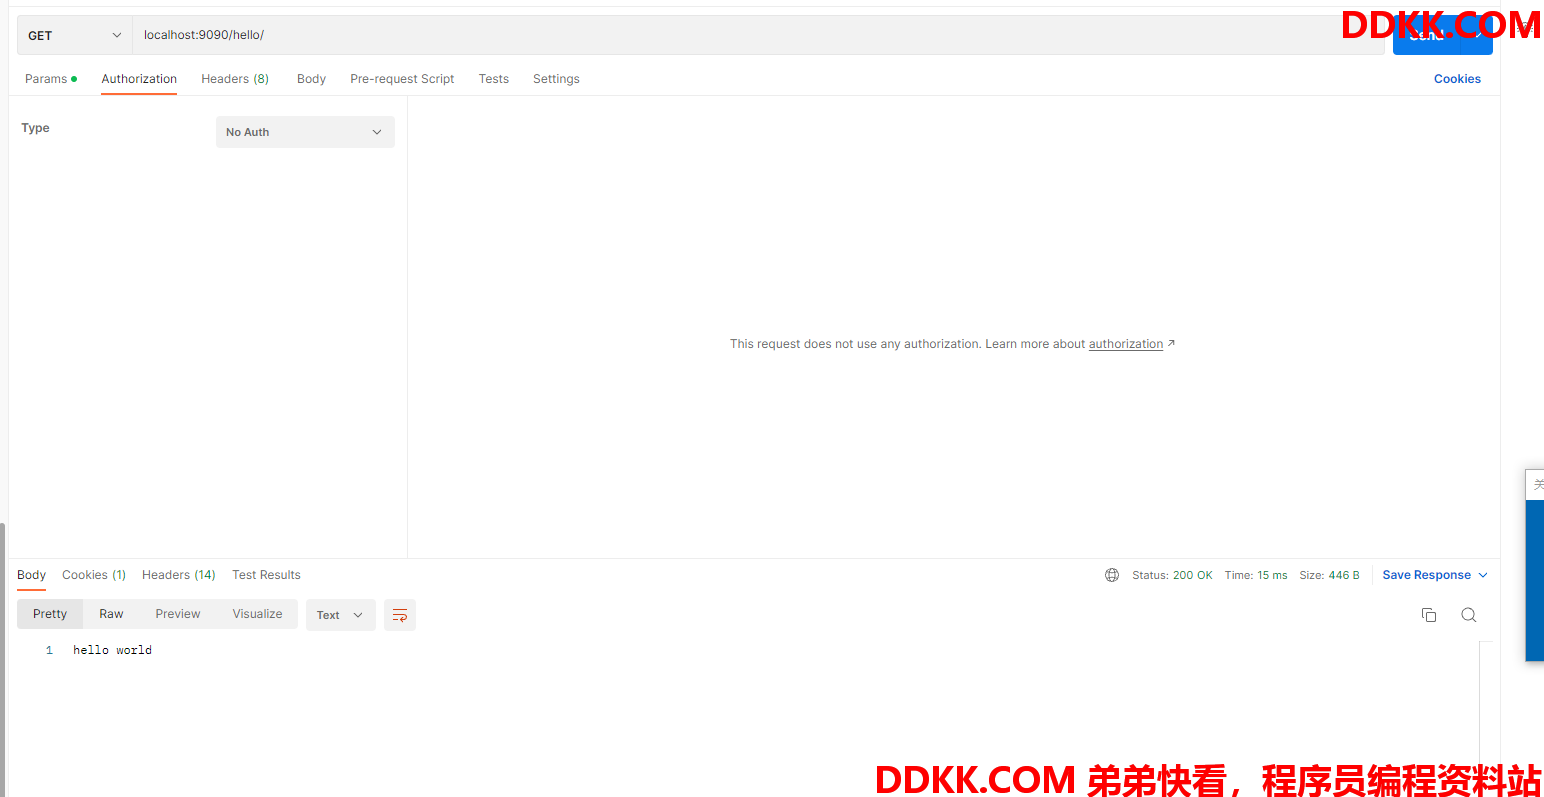 DDKK.COM
GET
localhost:9090/hello/
Send
Params
Authorization
Headers (8)
Body
Pre-request Script
Tests
Settings
Cookies
Type
No Auth
This request does not use any authorization. Learn more about authorization ↗
Body
Cookies (1)
Headers (14)
Test Results
Status: 200 OK
Time: 15 ms
Size: 446 B
Save Response
Pretty
Raw
Preview
Visualize
Text
1 hello world
关
DDKK.COM 弟弟快看，程序员编程资料站